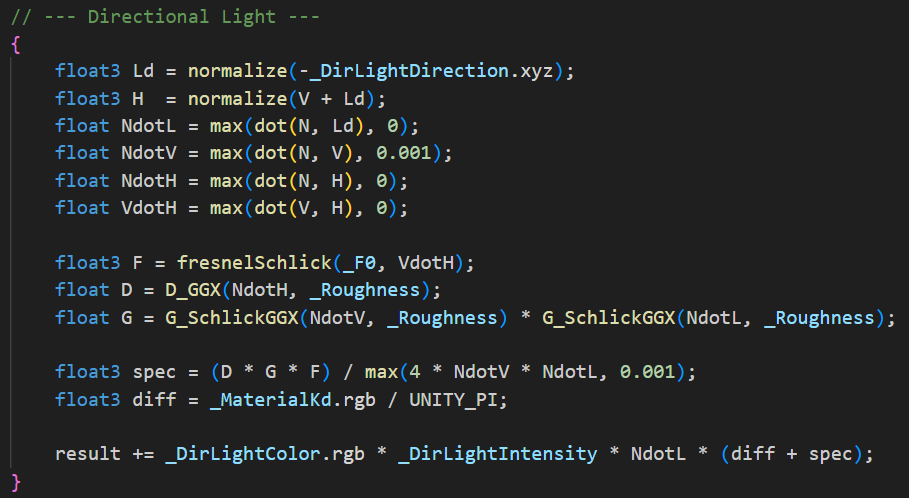 // --- Directional Light ---
{
    float3 Ld = normalize(-_DirLightDirection.xyz);
    float3 H  = normalize(V + Ld);
    float NdotL = max(dot(N, Ld), 0);
    float NdotV = max(dot(N, V), 0.001);
    float NdotH = max(dot(N, H), 0);
    float VdotH = max(dot(V, H), 0);

    float3 F = fresnelSchlick(_F0, VdotH);
    float D = D_GGX(NdotH, _Roughness);
    float G = G_SchlickGGX(NdotV, _Roughness) * G_SchlickGGX(NdotL, _Roughness);

    float3 spec = (D * G * F) / max(4 * NdotV * NdotL, 0.001);
    float3 diff = _MaterialKd.rgb / UNITY_PI;

    result += _DirLightColor.rgb * _DirLightIntensity * NdotL * (diff + spec);
}